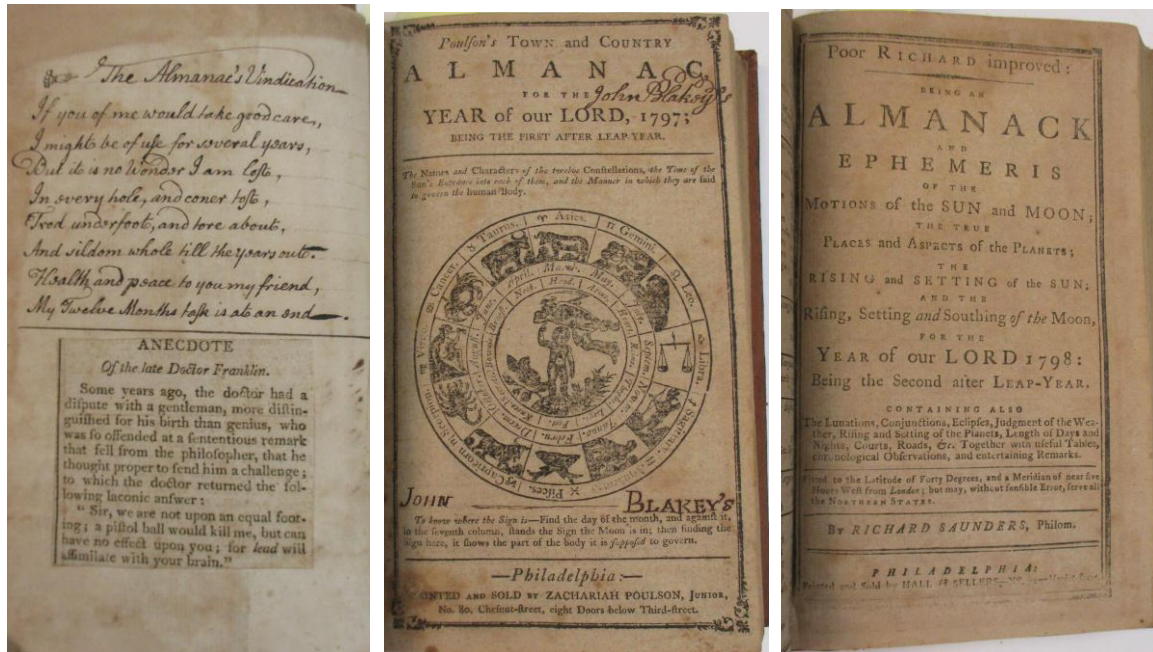 The Almanac's Vindication
If you of me would take good care,
I might be of use for several years,
But it is no Wonder I am lost,
In every hole, and coner tost,
Trod underfoot, and tore about,
And sildom whole till the years out.
Health and peace to you my friend,
My Twelve Months task is at an end.
ANECDOTE
Of the late Doctor Franklin.
Some years ago, the doctor had a
dispute with a gentleman, more distin-
guished for his birth than genius, who
was so offended at a sententious remark
that fell from the philosopher, that he
thought proper to send him a challenge;
to which the doctor returned the fol-
lowing laconic answer:
" Sir, we are not upon an equal foot-
ing; a pistol ball would kill me, but can
have no effect upon you; for lead will
assimilate with your brain."
Poulson's TOWN and COUNTRY
ALMANAC,
FOR THE John Blakey's
YEAR of our LORD, 1797;
BEING THE FIRST AFTER LEAP-YEAR.
The Names and Characters of the twelve Constellations, the Time of the
Sun's Entrance into each of them, and the Manner in which they are said
to govern the human Body.
♈ Aries.
♉ Taurus.
♊ Gemini.
Cancer.
♌ Leo.
Virgo.
Libra.
Scorpio.
Sagittary.
Capricorn.
Aquarius.
♓ Pisces.
March.
April.
May.
Head.
Neck.
Arms.
JOHN BLAKEY'S
To know where the Sign is—Find the day of the month, and against it,
in the seventh column, stands the Sign the Moon is in; then finding the
Sign here, it shows the part of the body it is supposed to govern.
—Philadelphia:—
PRINTED AND SOLD BY ZACHARIAH POULSON, JUNIOR,
No. 80, Chesnut-street, eight Doors below Third-street.
Poor RICHARD improved:
BEING AN
ALMANACK
AND
EPHEMERIS
OF THE
MOTIONS of the SUN and MOON;
THE TRUE
PLACES and ASPECTS of the PLANETS;
THE
RISING and SETTING of the SUN;
AND THE
Rising, Setting and Southing of the Moon,
FOR THE
YEAR of our LORD 1798:
Being the Second after LEAP-YEAR.
CONTAINING ALSO
The Lunations, Conjunctions, Eclipses, Judgment of the Wea-
ther, Rising and Setting of the Planets, Length of Days and
Nights, Courts, Roads, &c. Together with useful Tables,
chronological Observations, and entertaining Remarks.
Fitted to the Latitude of Forty Degrees, and a Meridian of near five
Hours West from London; but may, without sensible Error, serve all
the NORTHERN STATES.
By RICHARD SAUNDERS, Philom.
PHILADELPHIA:
Printed and Sold by HALL & SELLERS,